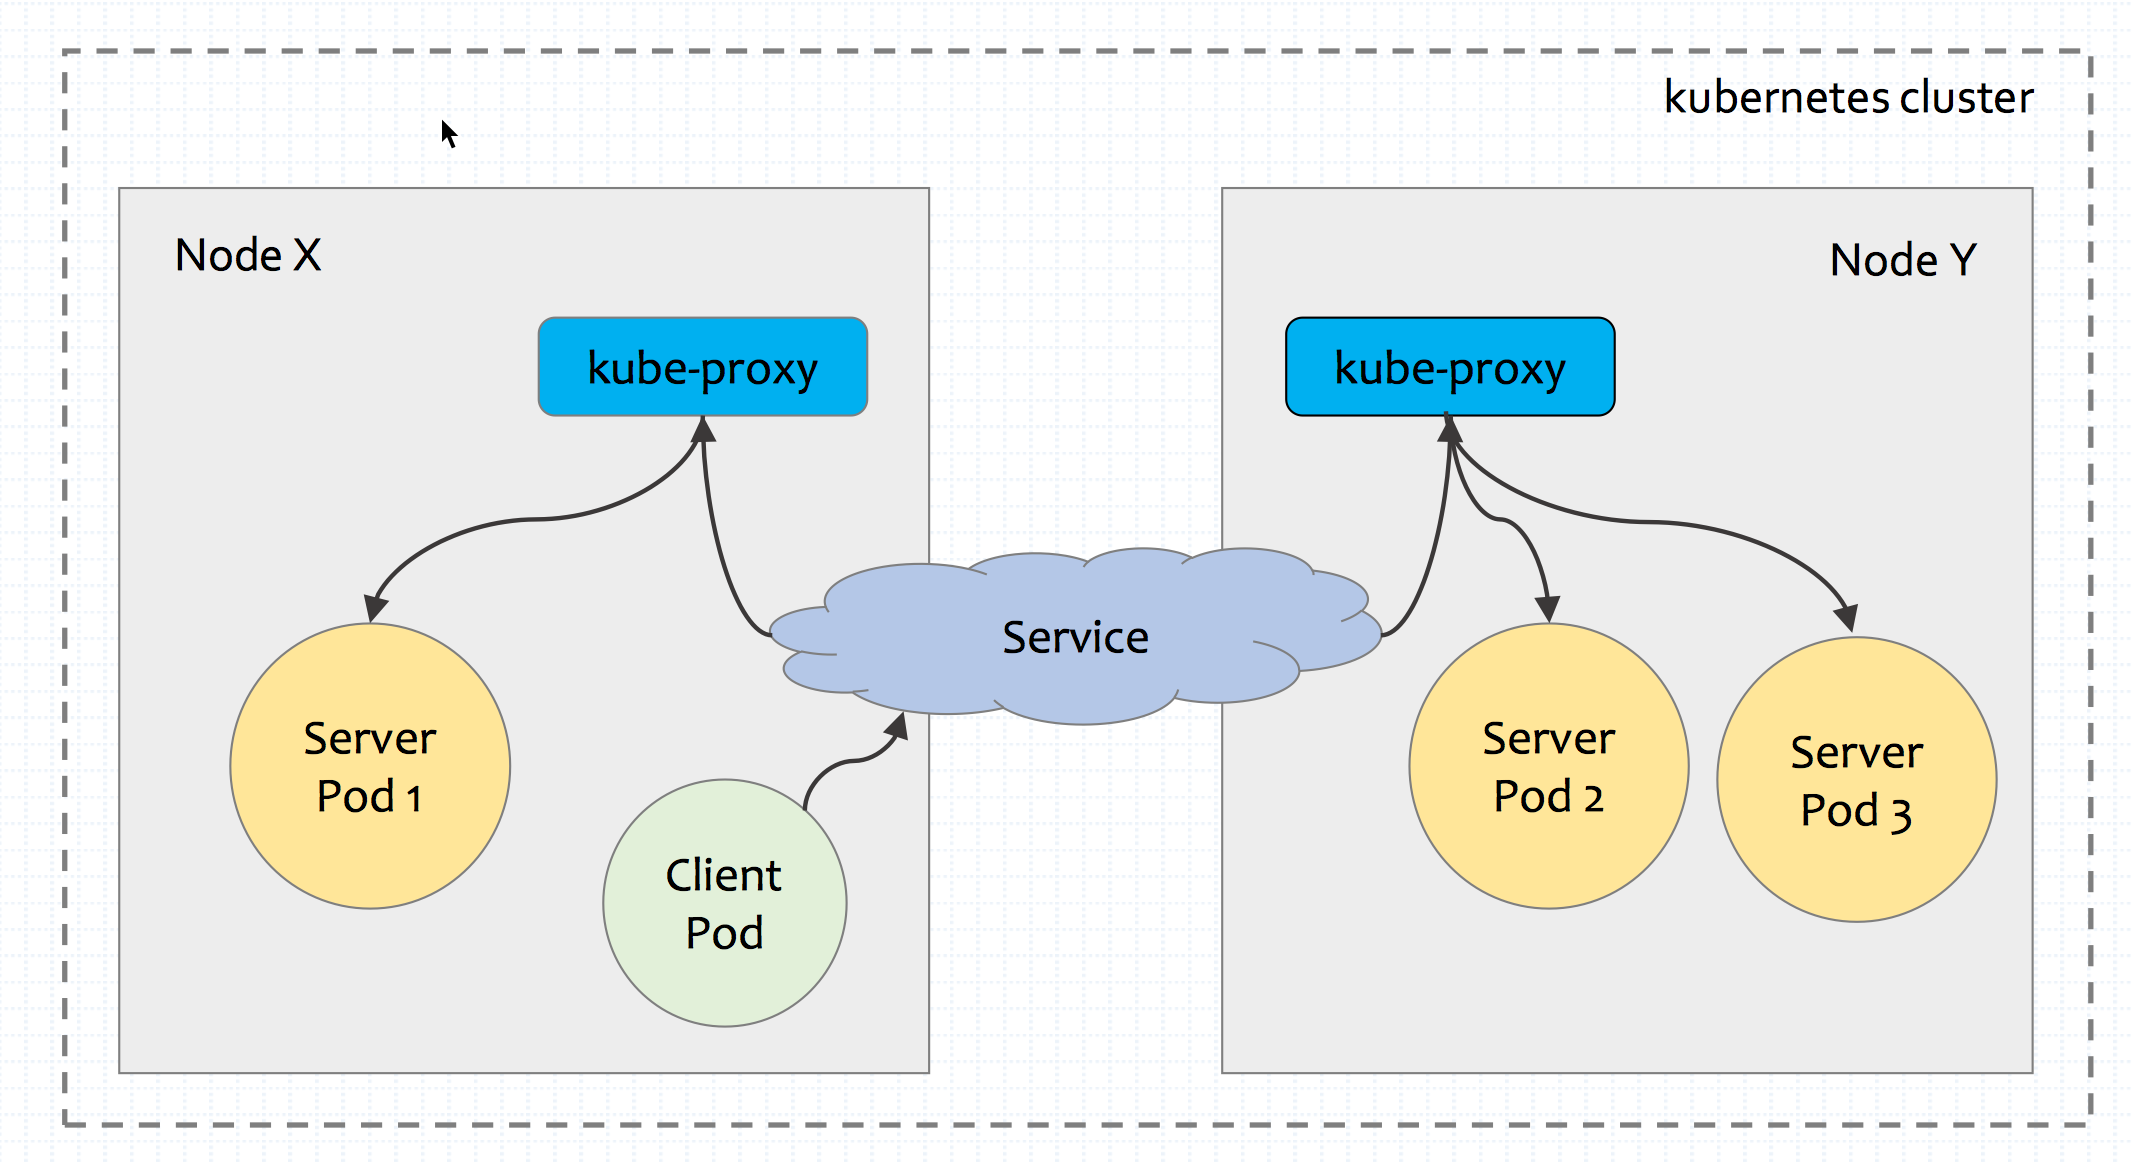 kubernetes cluster
Node X
Node Y
kube-proxy
kube-proxy
Service
Server
Pod 1
Client
Pod
Server
Pod 2
Server
Pod 3